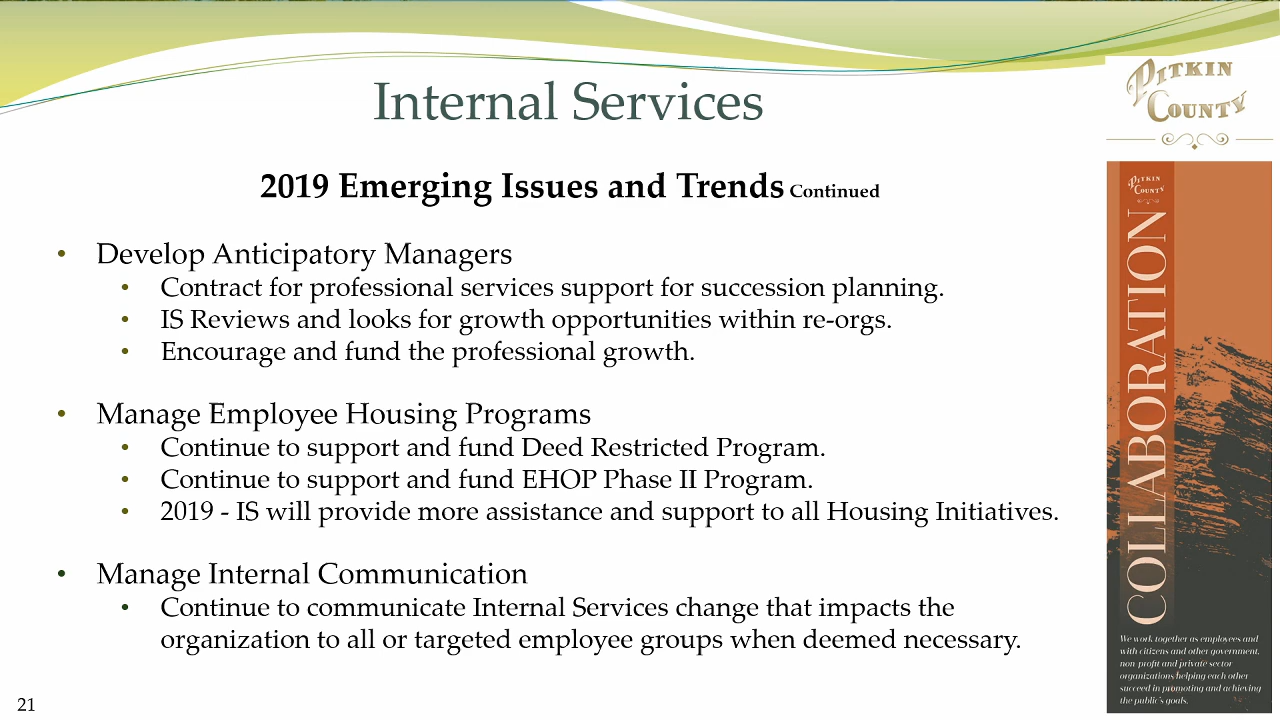 Internal Services
2019 Emerging Issues and Trends Continued
• Develop Anticipatory Managers
• Contract for professional services support for succession planning.
• IS Reviews and looks for growth opportunities within re-orgs.
• Encourage and fund the professional growth.
• Manage Employee Housing Programs
• Continue to support and fund Deed Restricted Program.
• Continue to support and fund EHOP Phase II Program.
• 2019 - IS will provide more assistance and support to all Housing Initiatives.
• Manage Internal Communication
• Continue to communicate Internal Services change that impacts the
organization to all or targeted employee groups when deemed necessary.
21
PITKIN
COUNTY
PITKIN
COUNTY
COLLABORATION
We work together as employees and
with citizens and other government,
non-profit and private sector
organizations helping each other
succeed in promoting and achieving
the public's goals.